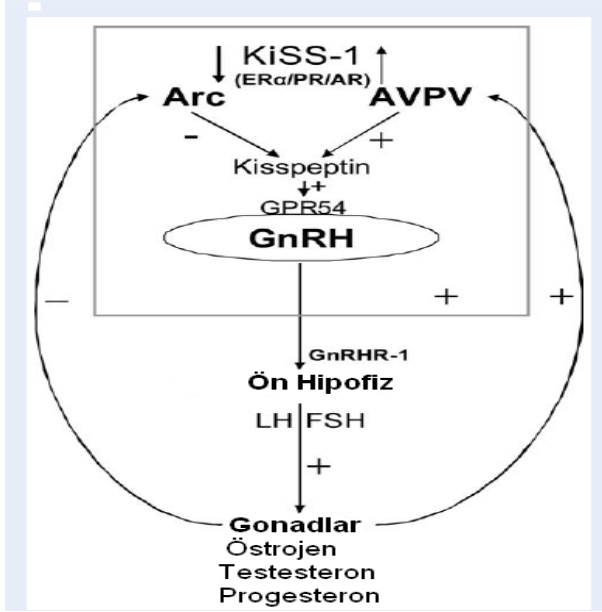 KiSS-1
(ERα/PR/AR)
Arc AVPV
- +
Kisspeptin
+
GPR54
GnRH
− + +
GnRHR-1
Ön Hipofiz
LH FSH
+
Gonadlar
Östrojen
Testesteron
Progesteron